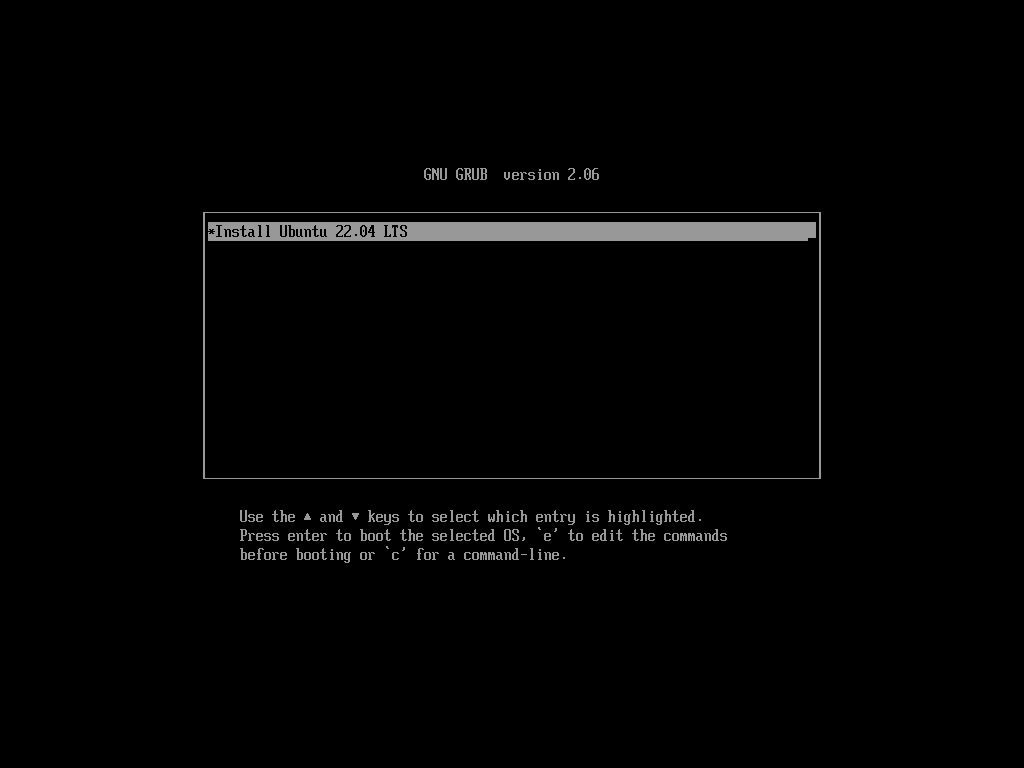 GNU GRUB  version 2.06
*Install Ubuntu 22.04 LTS
Use the ▲ and ▼ keys to select which entry is highlighted.
Press enter to boot the selected OS, `e' to edit the commands
before booting or `c' for a command-line.